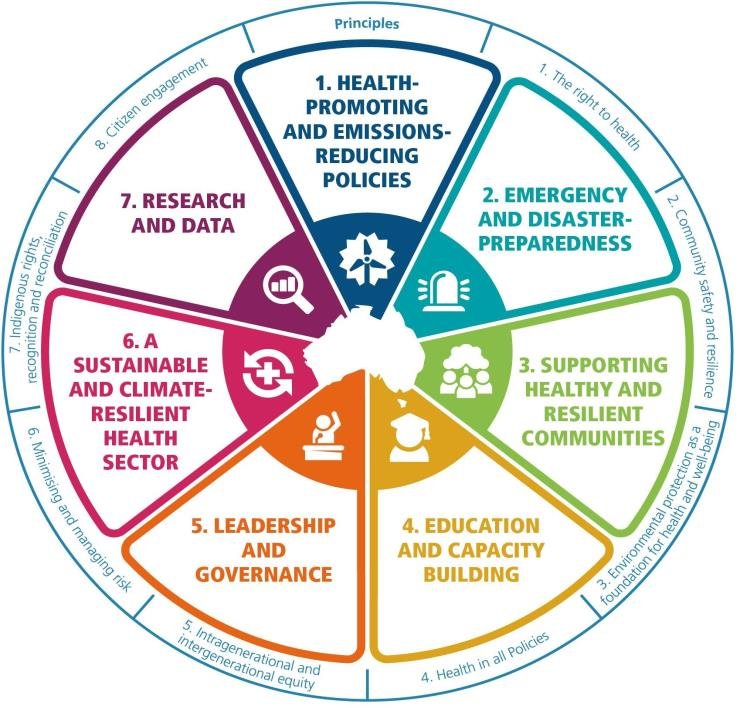 Principles
1. The right to health
2. Community safety and resilience
3. Environmental protection as a
foundation for health and well-being
4. Health in all Policies
5. Intragenerational and
intergenerational equity
6. Minimising and managing risk
7. Indigenous rights,
recognition and reconciliation
8. Citizen engagement
1. HEALTH-
PROMOTING
AND EMISSIONS-
REDUCING
POLICIES
2. EMERGENCY
AND DISASTER-
PREPAREDNESS
3. SUPPORTING
HEALTHY AND
RESILIENT
COMMUNITIES
4. EDUCATION
AND CAPACITY
BUILDING
5. LEADERSHIP
AND
GOVERNANCE
6. A
SUSTAINABLE
AND CLIMATE-
RESILIENT
HEALTH
SECTOR
7. RESEARCH
AND DATA